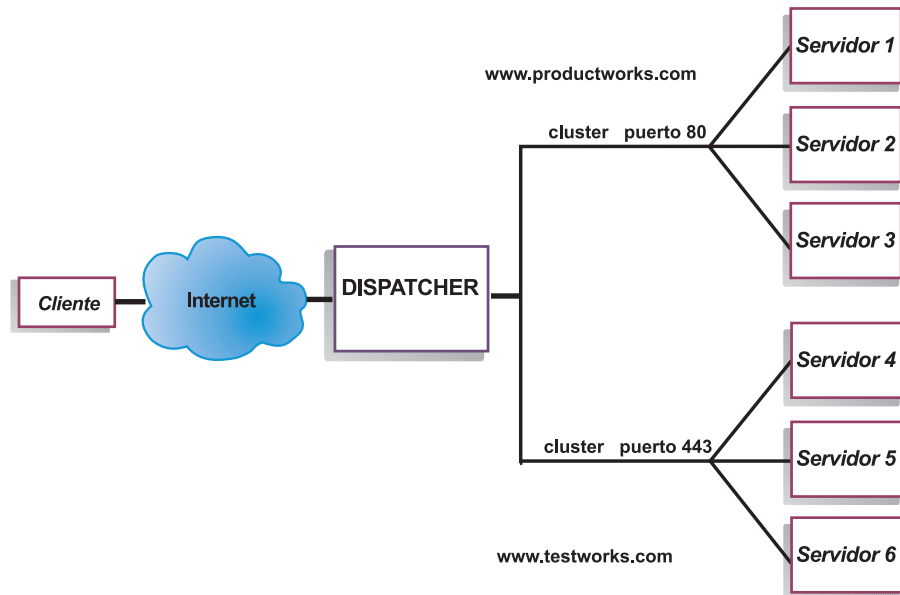 Servidor 1
www.productworks.com
cluster puerto 80
Servidor 2
Servidor 3
DISPATCHER
Internet
Cliente
Servidor 4
cluster puerto 443
Servidor 5
www.testworks.com
Servidor 6